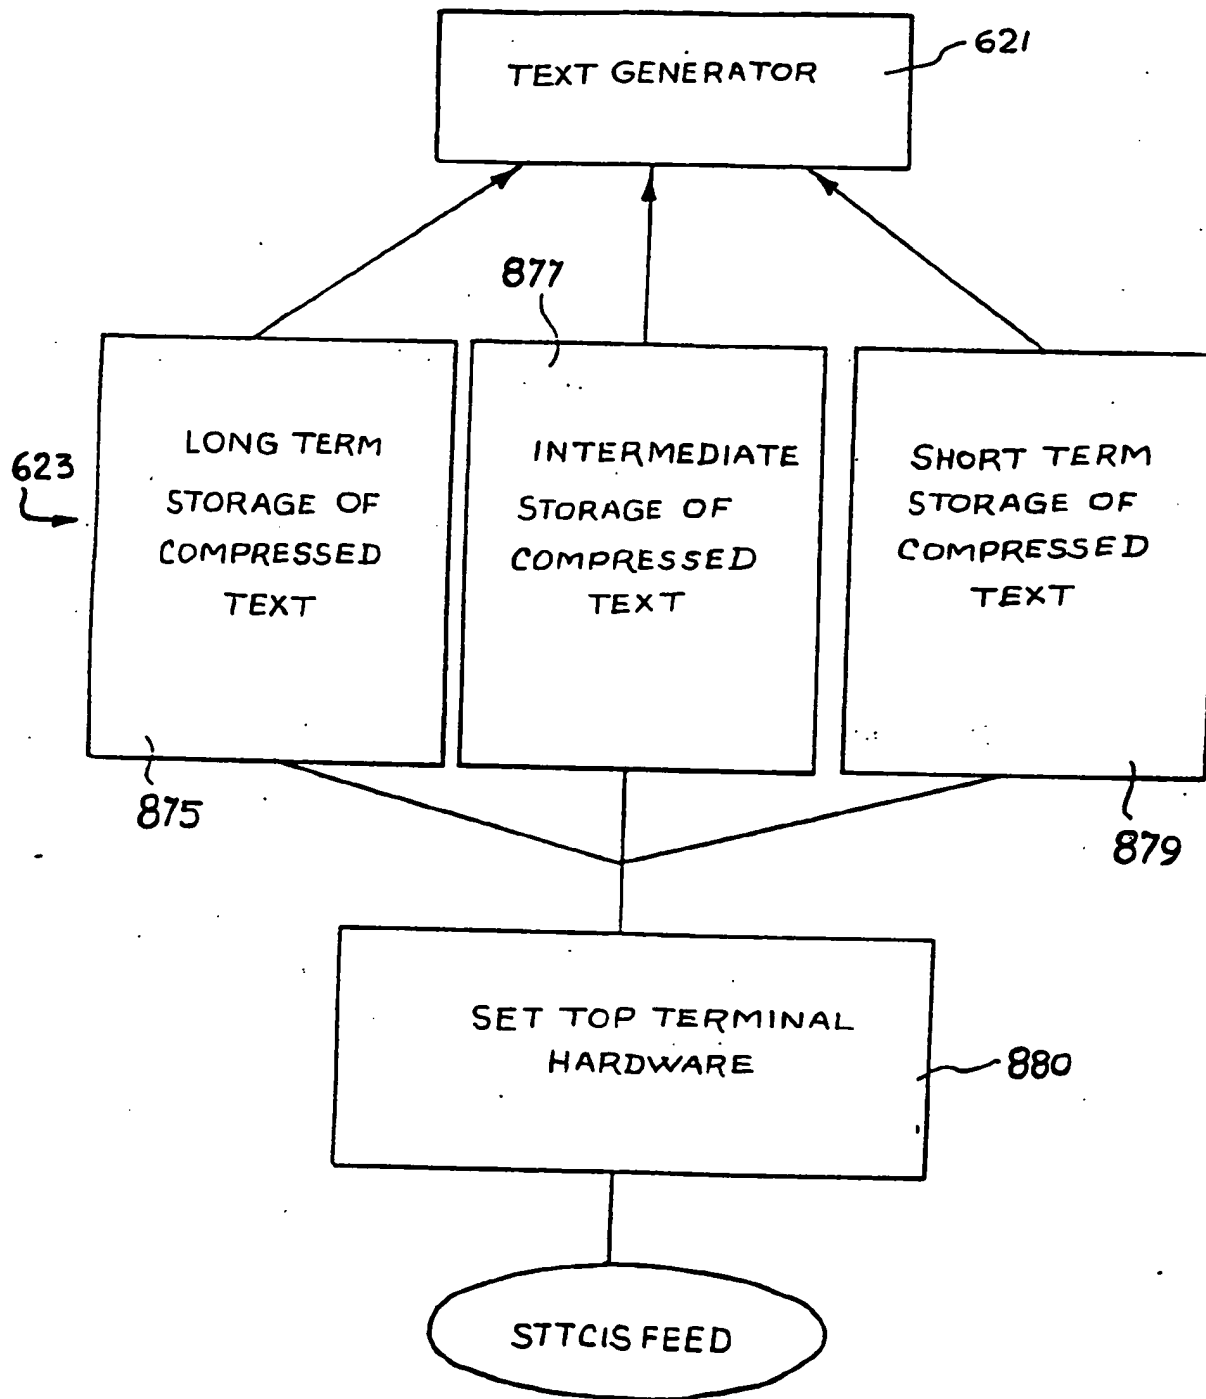 TEXT GENERATOR
621
877
623
LONG TERM
STORAGE OF
COMPRESSED
TEXT
INTERMEDIATE
STORAGE OF
COMPRESSED
TEXT
SHORT TERM
STORAGE OF
COMPRESSED
TEXT
875
879
SET TOP TERMINAL
HARDWARE
880
STTCIS FEED